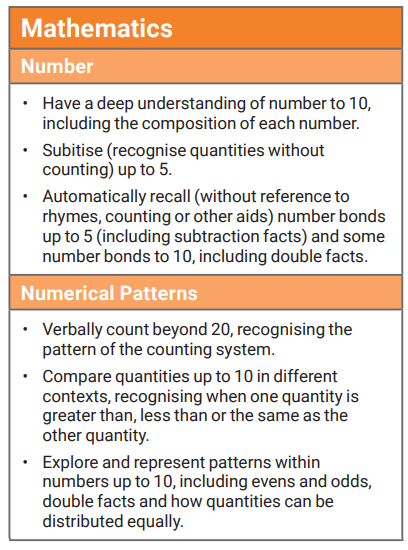 Mathematics
Number
• Have a deep understanding of number to 10,
including the composition of each number.
• Subitise (recognise quantities without
counting) up to 5.
• Automatically recall (without reference to
rhymes, counting or other aids) number bonds
up to 5 (including subtraction facts) and some
number bonds to 10, including double facts.
Numerical Patterns
• Verbally count beyond 20, recognising the
pattern of the counting system.
• Compare quantities up to 10 in different
contexts, recognising when one quantity is
greater than, less than or the same as the
other quantity.
• Explore and represent patterns within
numbers up to 10, including evens and odds,
double facts and how quantities can be
distributed equally.